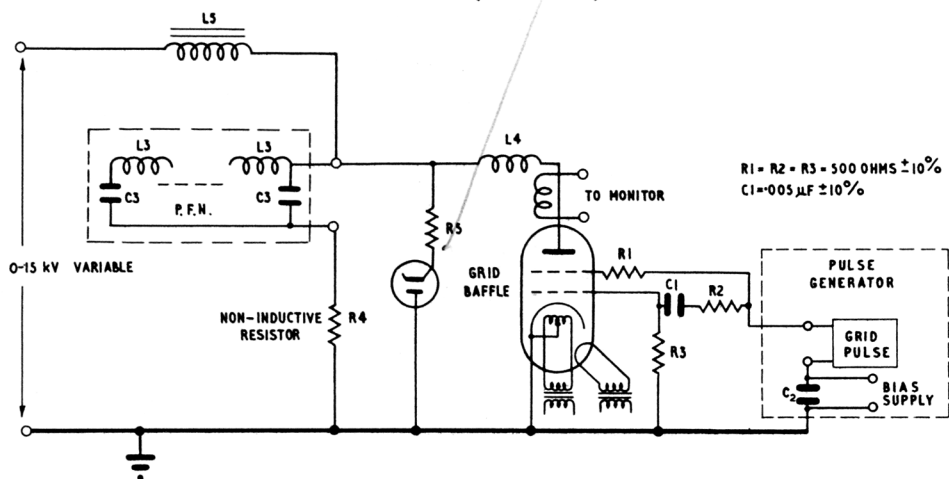 L5
L3
L3
C3
C3
P.F.N.
0-15 kV VARIABLE
NON-INDUCTIVE
RESISTOR
R4
R5
L4
TO MONITOR
GRID
BAFFLE
R1
C1
R2
R3
R1 = R2 = R3 = 500 OHMS ±10%
C1=·005 µF ±10%
PULSE
GENERATOR
GRID
PULSE
C2
BIAS
SUPPLY